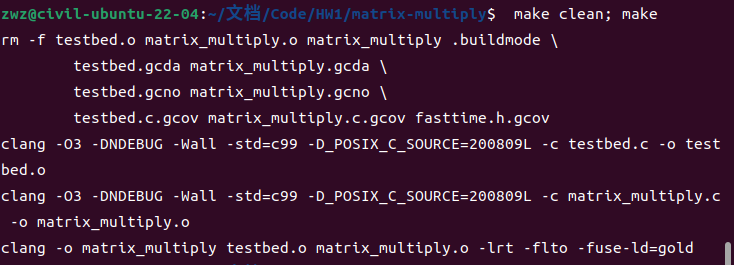 zwz@civil-ubuntu-22-04:~/文档/Code/HW1/matrix-multiply$  make clean; make
rm -f testbed.o matrix_multiply.o matrix_multiply .buildmode \
        testbed.gcda matrix_multiply.gcda \
        testbed.gcno matrix_multiply.gcno \
        testbed.c.gcov matrix_multiply.c.gcov fasttime.h.gcov
clang -O3 -DNDEBUG -Wall -std=c99 -D_POSIX_C_SOURCE=200809L -c testbed.c -o test
bed.o
clang -O3 -DNDEBUG -Wall -std=c99 -D_POSIX_C_SOURCE=200809L -c matrix_multiply.c
 -o matrix_multiply.o
clang -o matrix_multiply testbed.o matrix_multiply.o -lrt -flto -fuse-ld=gold